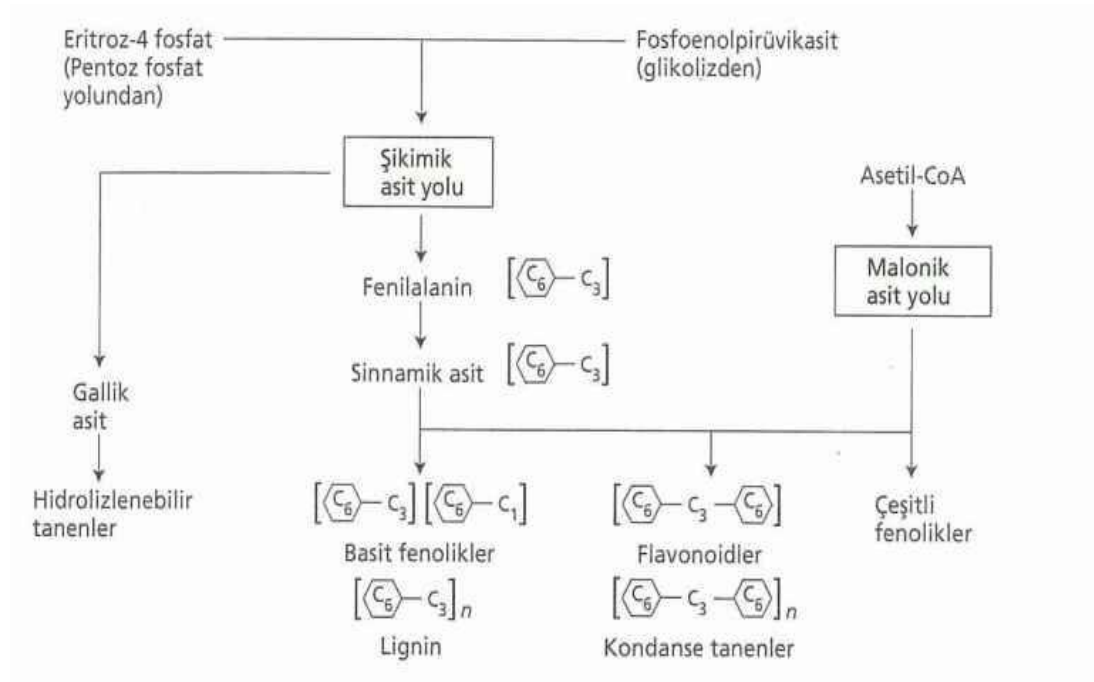 Eritroz-4 fosfat
(Pentoz fosfat
yolundan)
Fosfoenolpirüvikasit
(glikolizden)
Şikimik
asit yolu
Asetil-CoA
Malonik
asit yolu
Fenilalanin
[C6 — C3]
Sinnamik asit
[C6 — C3]
Gallik
asit
Hidrolizlenebilir
tanenler
[C6 — C3] [C6 — C1]
Basit fenolikler
[C6 — C3]n
Lignin
[C6 — C3 — C6]
Flavonoidler
[C6 — C3 — C6]n
Kondanse tanenler
Çeşitli
fenolikler